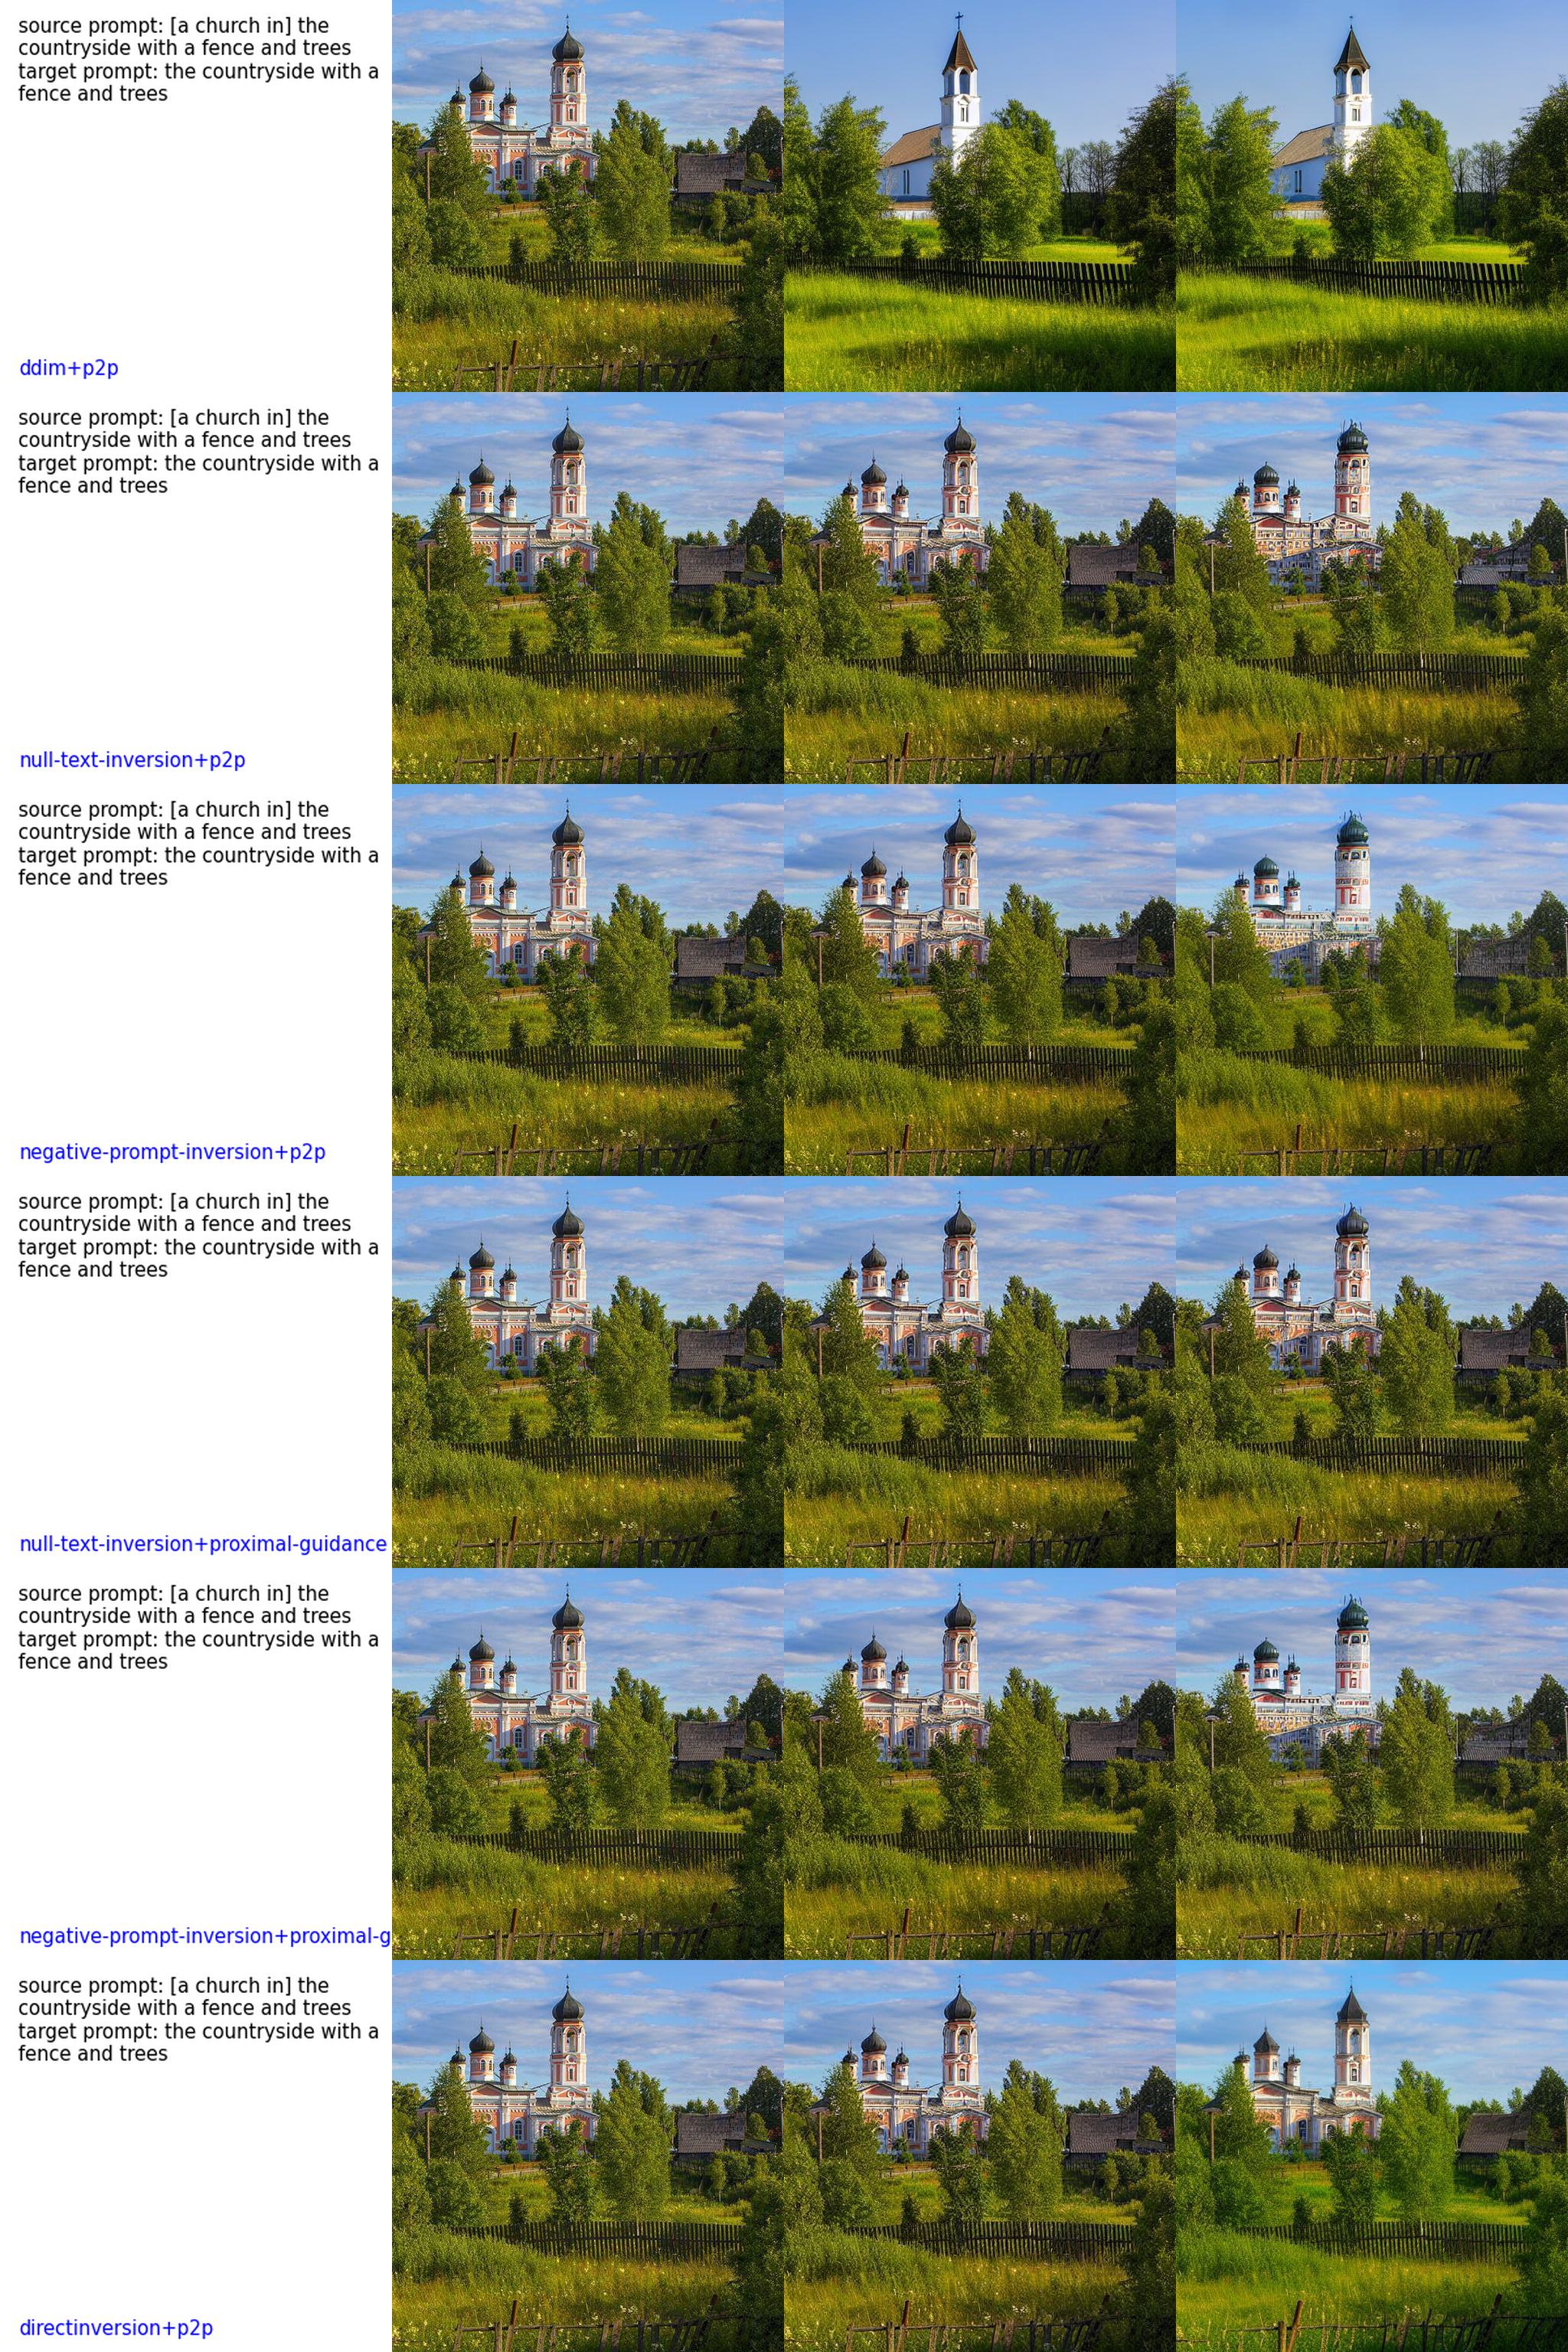 source prompt: [a church in] the
countryside with a fence and trees
target prompt: the countryside with a
fence and trees
ddim+p2p
source prompt: [a church in] the
countryside with a fence and trees
target prompt: the countryside with a
fence and trees
null-text-inversion+p2p
source prompt: [a church in] the
countryside with a fence and trees
target prompt: the countryside with a
fence and trees
negative-prompt-inversion+p2p
source prompt: [a church in] the
countryside with a fence and trees
target prompt: the countryside with a
fence and trees
null-text-inversion+proximal-guidance
source prompt: [a church in] the
countryside with a fence and trees
target prompt: the countryside with a
fence and trees
negative-prompt-inversion+proximal-g
source prompt: [a church in] the
countryside with a fence and trees
target prompt: the countryside with a
fence and trees
directinversion+p2p